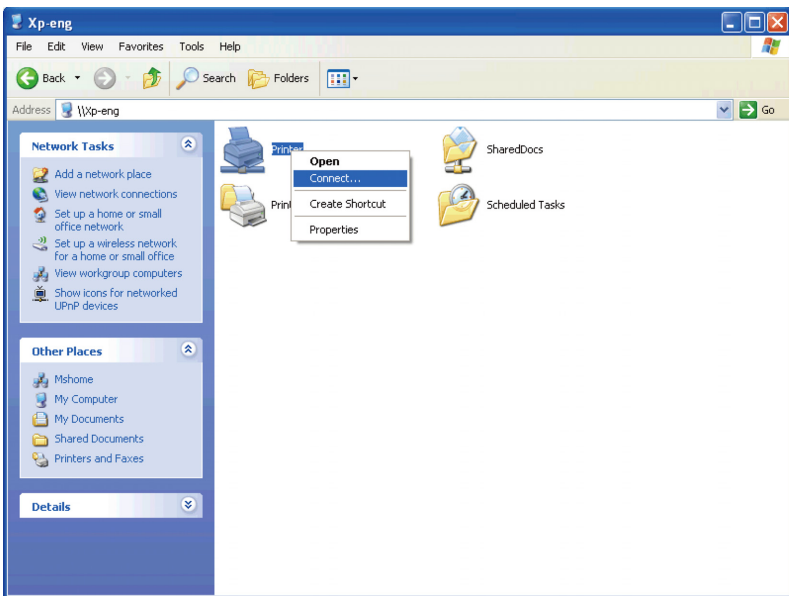 Xp-eng
File Edit View Favorites Tools Help
Back Search Folders
Address \\Xp-eng Go
Network Tasks
Add a network place
View network connections
Set up a home or small
office network
Set up a wireless network
for a home or small office
View workgroup computers
Show icons for networked
UPnP devices
Other Places
Mshome
My Computer
My Documents
Shared Documents
Printers and Faxes
Details
Printer
SharedDocs
Print
Scheduled Tasks
Open
Connect...
Create Shortcut
Properties